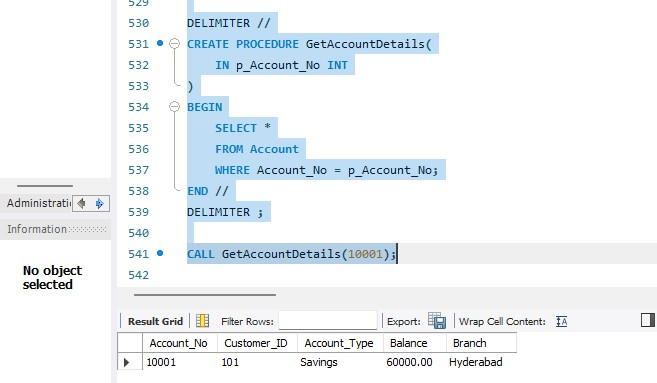 529
530 DELIMITER //
531 CREATE PROCEDURE GetAccountDetails(
532 IN p_Account_No INT
533 )
534 BEGIN
535 SELECT *
536 FROM Account
537 WHERE Account_No = p_Account_No;
538 END //
539 DELIMITER ;
540
541 CALL GetAccountDetails(10001);
542
Administrati
Information
No object
selected
Result Grid Filter Rows: Export: Wrap Cell Content:
Account_No Customer_ID Account_Type Balance Branch
10001 101 Savings 60000.00 Hyderabad